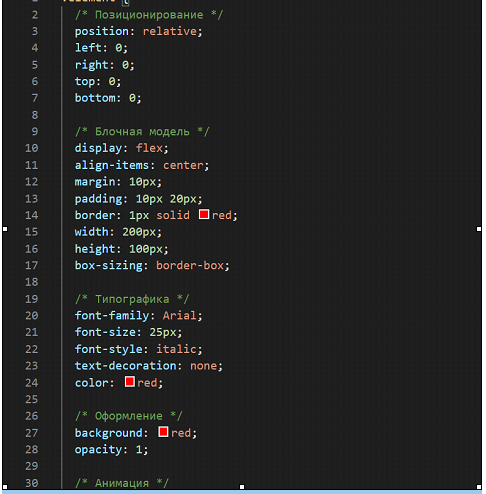 2 /* Позиционирование */
3 position: relative;
4 left: 0;
5 right: 0;
6 top: 0;
7 bottom: 0;
8
9 /* Блочная модель */
10 display: flex;
11 align-items: center;
12 margin: 10px;
13 padding: 10px 20px;
14 border: 1px solid red;
15 width: 200px;
16 height: 100px;
17 box-sizing: border-box;
18
19 /* Типографика */
20 font-family: Arial;
21 font-size: 25px;
22 font-style: italic;
23 text-decoration: none;
24 color: red;
25
26 /* Оформление */
27 background: red;
28 opacity: 1;
29
30 /* Анимация */